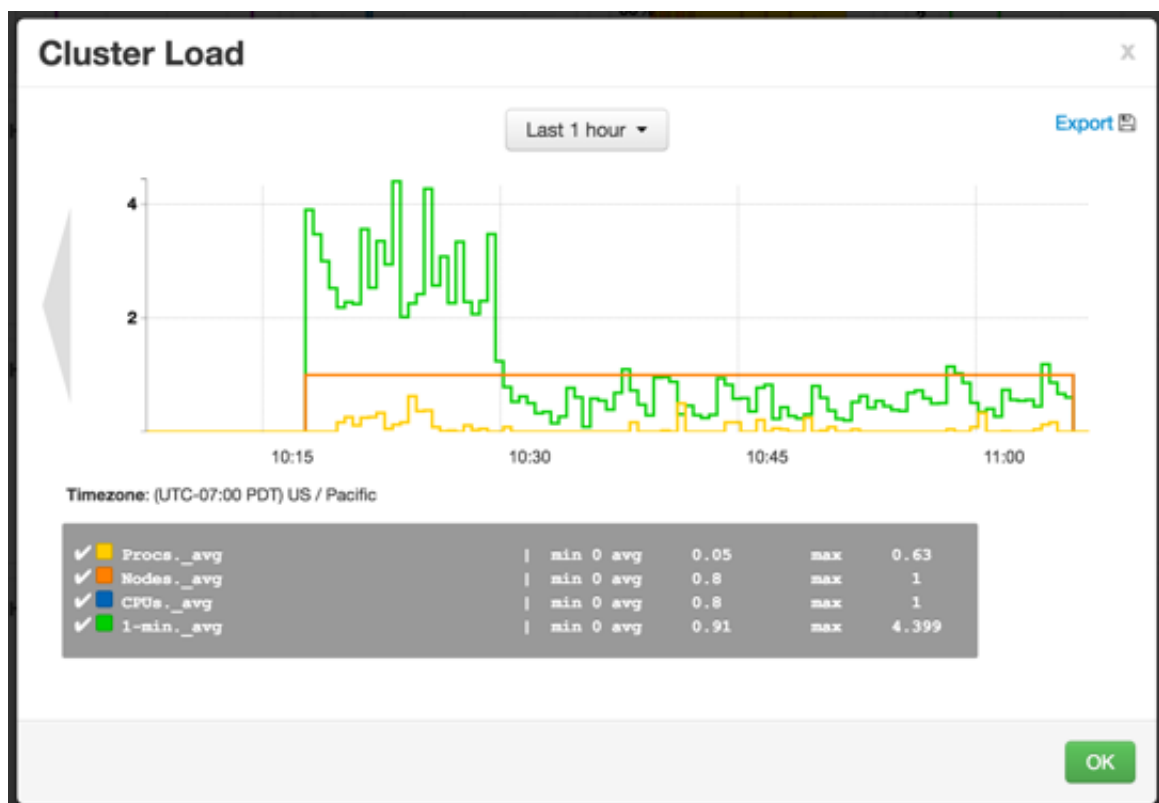 Cluster Load
x
Last 1 hour
Export
4
2
10:15 10:30 10:45 11:00
Timezone: (UTC-07:00 PDT) US / Pacific
Procs._avg | min 0 avg 0.05 max 0.63
Nodes._avg | min 0 avg 0.8 max 1
CPUs._avg | min 0 avg 0.8 max 1
1-min._avg | min 0 avg 0.91 max 4.399
OK